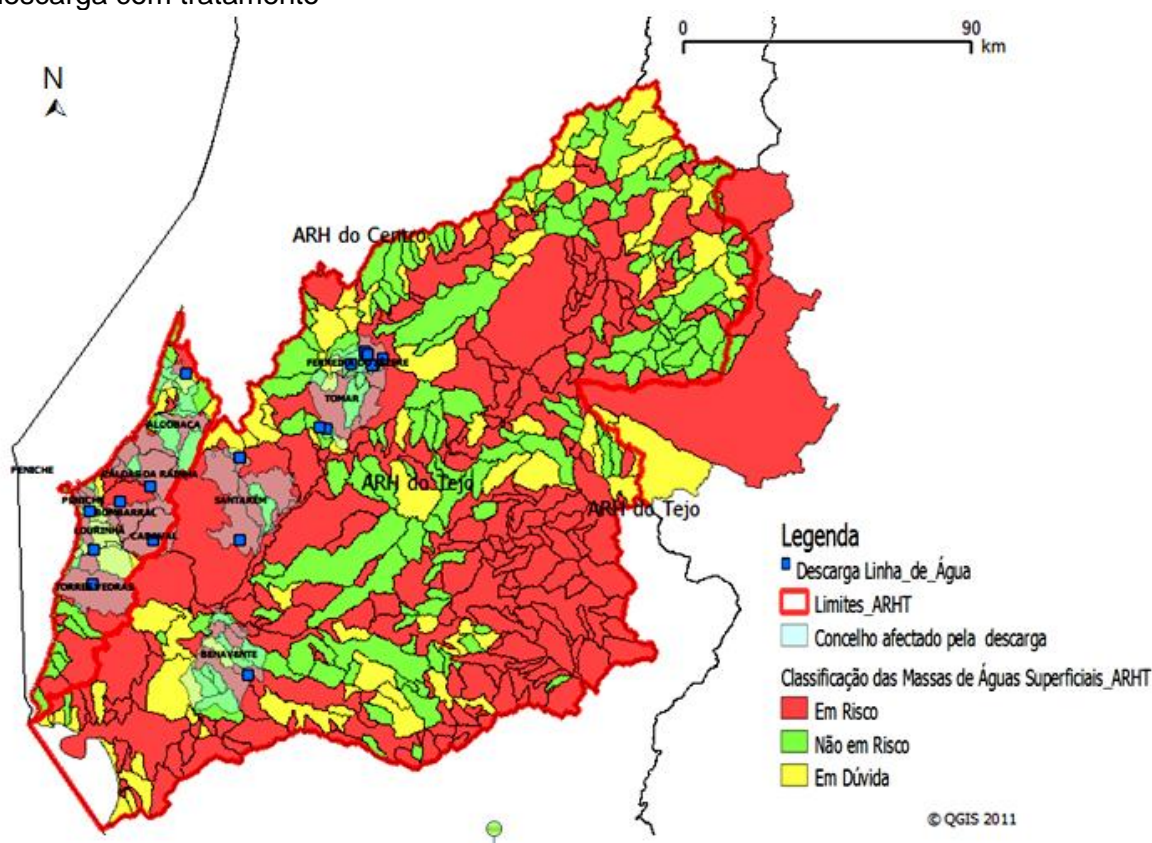 descarga com tratamento
0 90
km
N
ARH do Centro
FERREIRA DO ZÊZERE
TOMAR
ALCOBAÇA
PENICHE
CALDAS DA RAINHA
SANTARÉM
ARH do Tejo
PENICHE
BOMBARRAL
ARH do Tejo
LOURINHÃ
CADAVAL
TORRES VEDRAS
BENAVENTE
Legenda
Descarga Linha_de_Água
Limites_ARHT
Concelho afectado pela descarga
Classificação das Massas de Águas Superficiais_ARHT
Em Risco
Não em Risco
Em Dúvida
© QGIS 2011